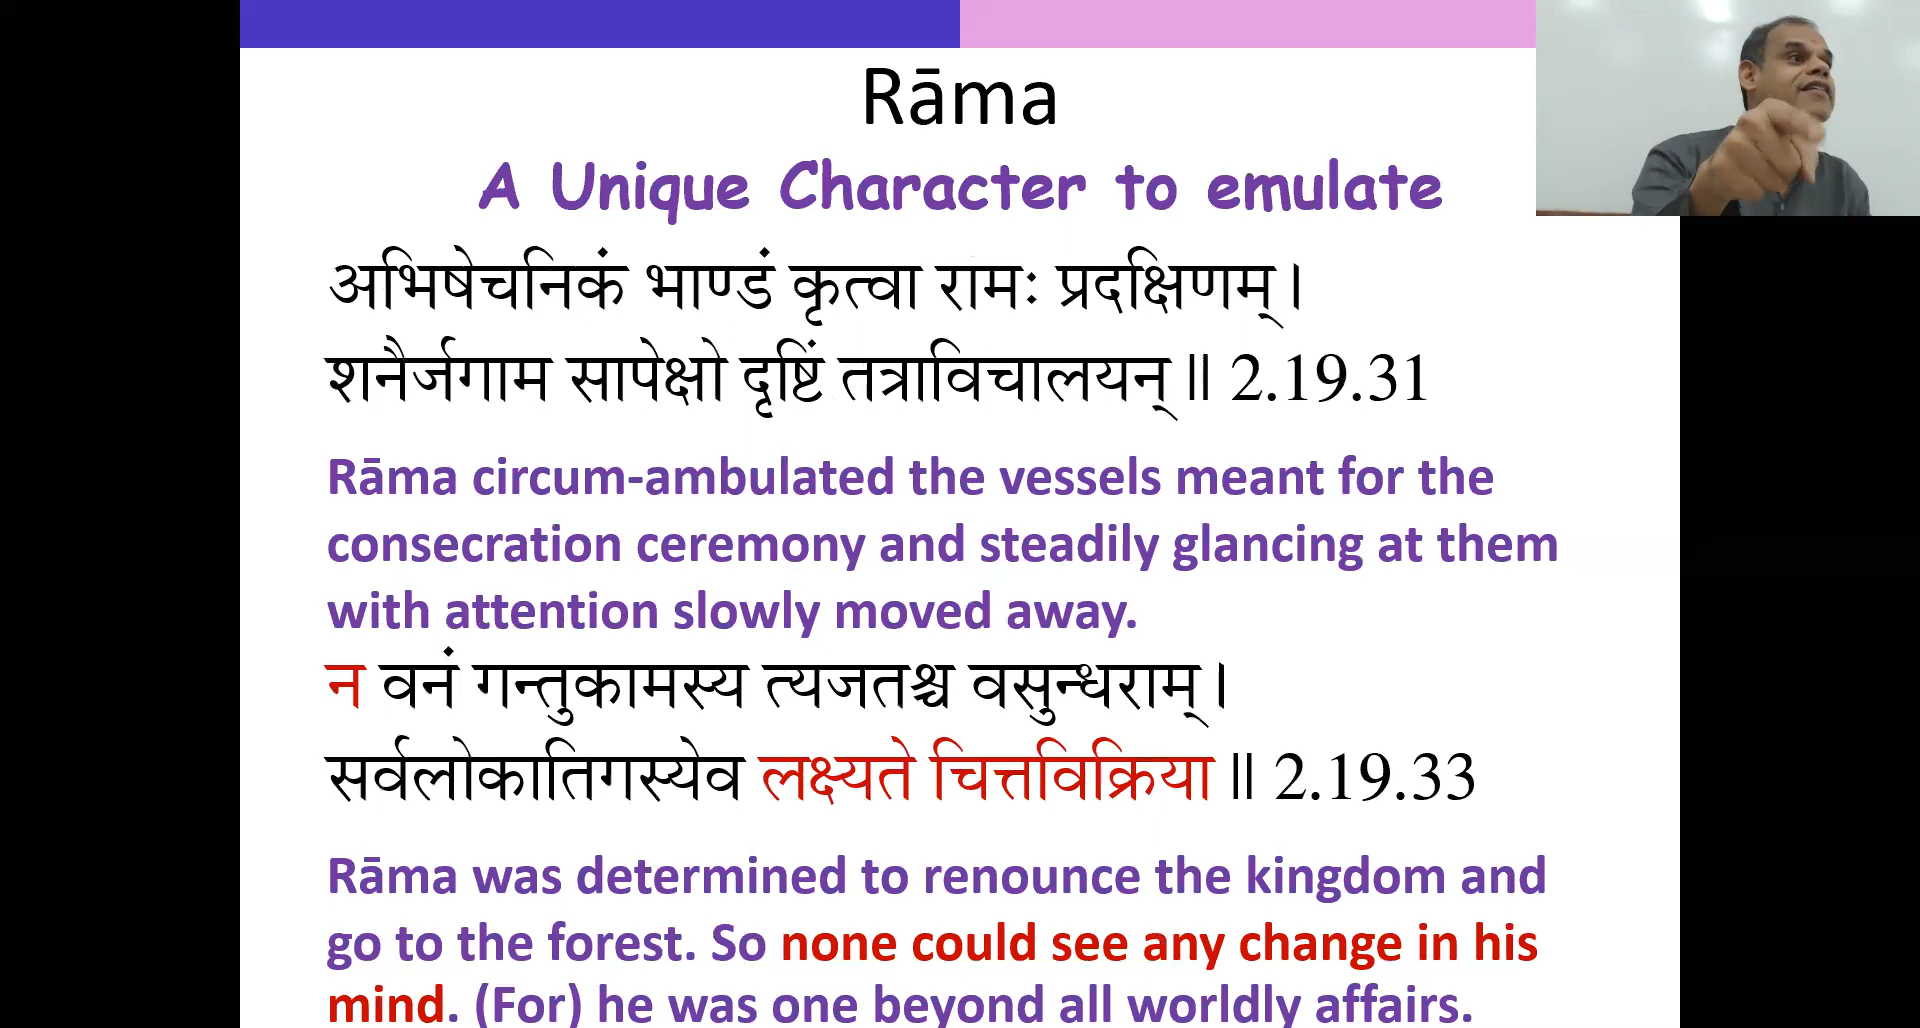 Rāma
A Unique Character to emulate
अभिषेचनिकं भाण्डं कृत्वा रामः प्रदक्षिणम्।
शनैर्जगाम सापेक्षो दृष्टिं तत्राविचालयन्॥ 2.19.31
Rāma circum-ambulated the vessels meant for the
consecration ceremony and steadily glancing at them
with attention slowly moved away.
न वनं गन्तुकामस्य त्यजतश्च वसुन्धराम्।
सर्वलोकातिगस्येव लक्ष्यते चित्तविक्रिया॥ 2.19.33
Rāma was determined to renounce the kingdom and
go to the forest. So none could see any change in his
mind. (For) he was one beyond all worldly affairs.